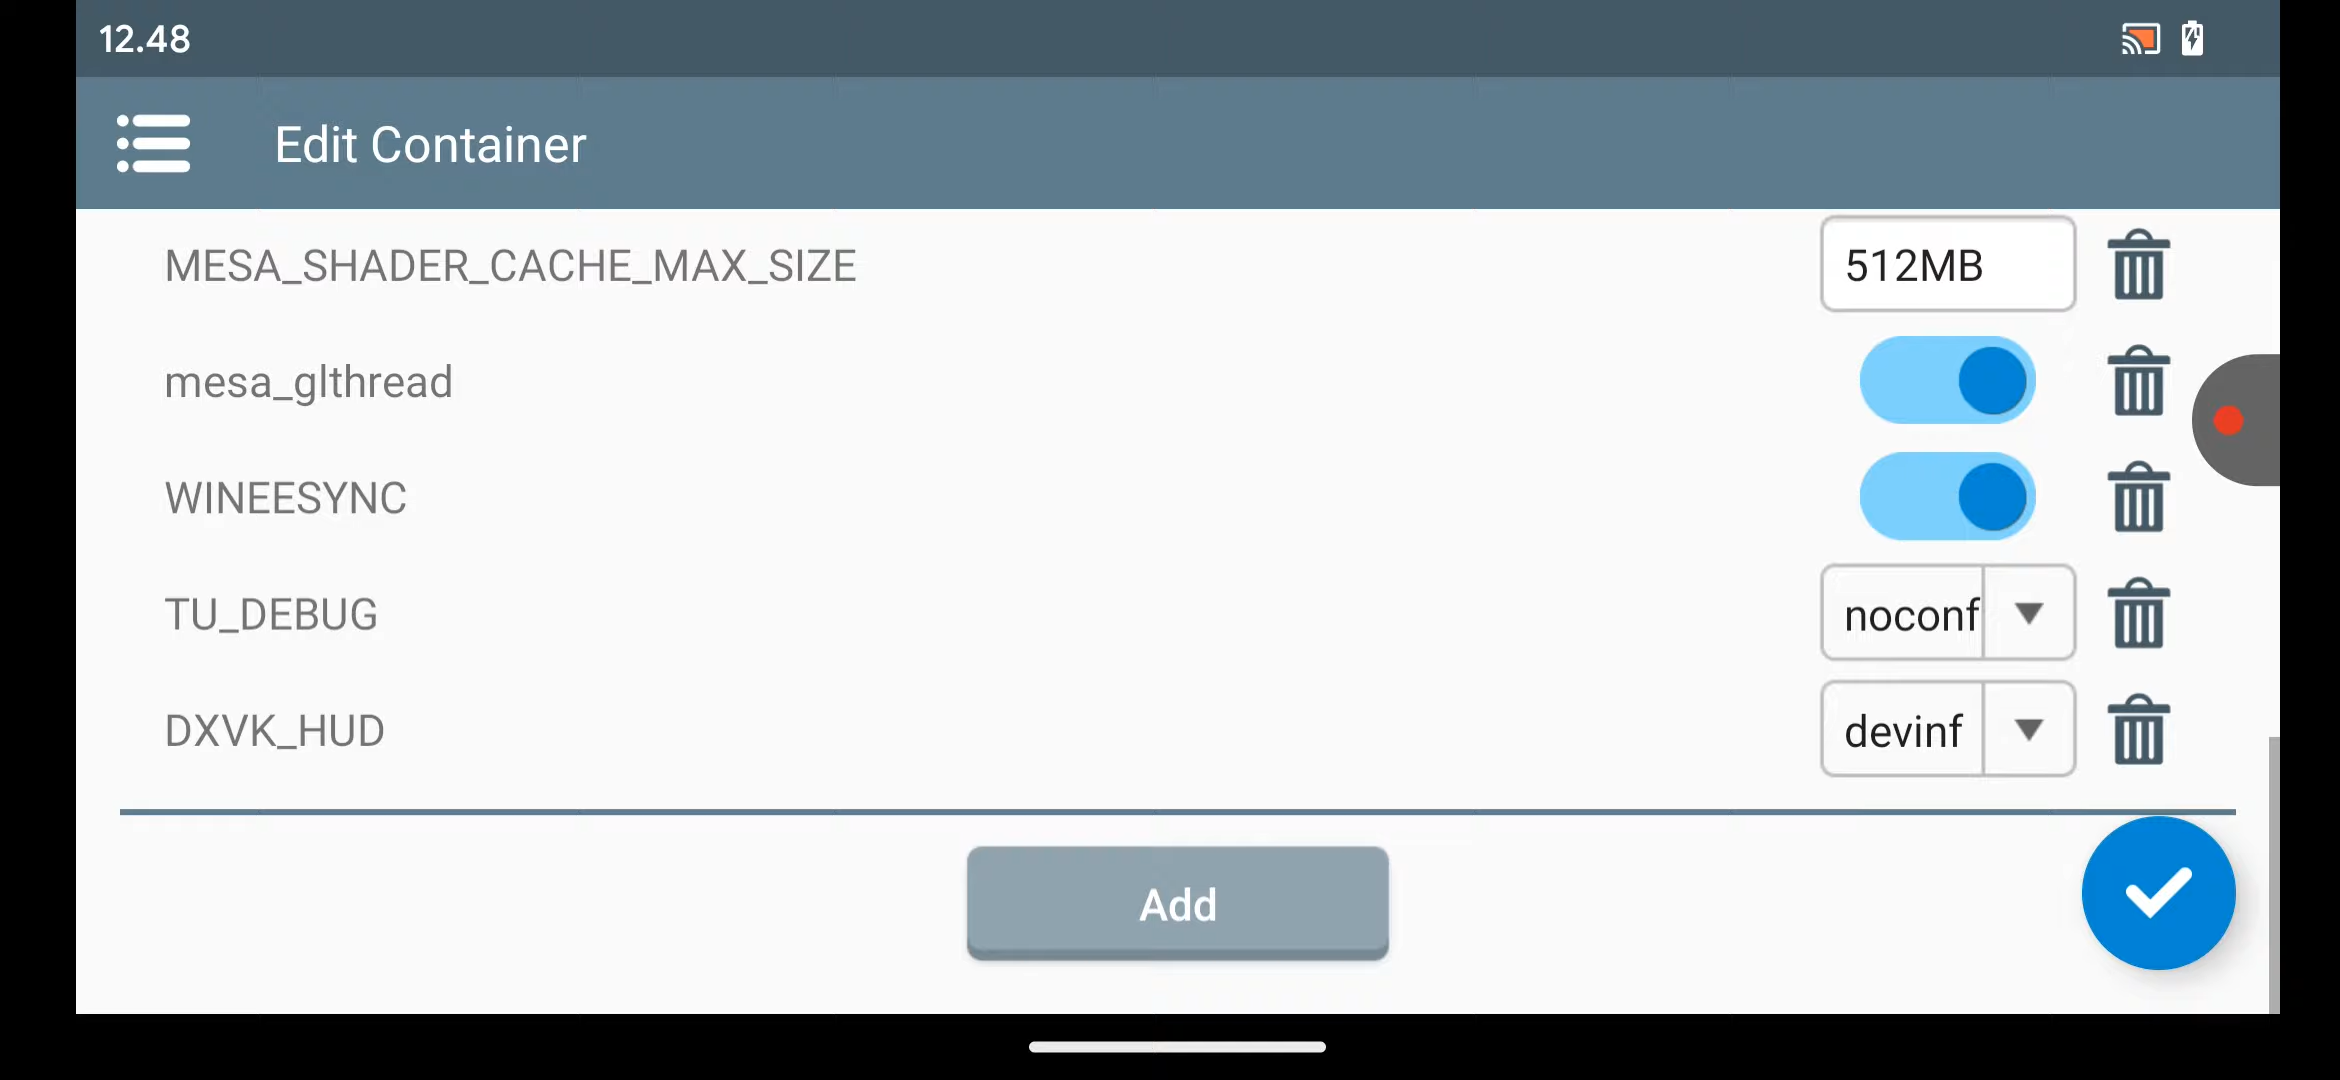 12.48
Edit Container
MESA_SHADER_CACHE_MAX_SIZE 512MB
mesa_glthread
WINEESYNC
TU_DEBUG noconf
DXVK_HUD devinf
Add